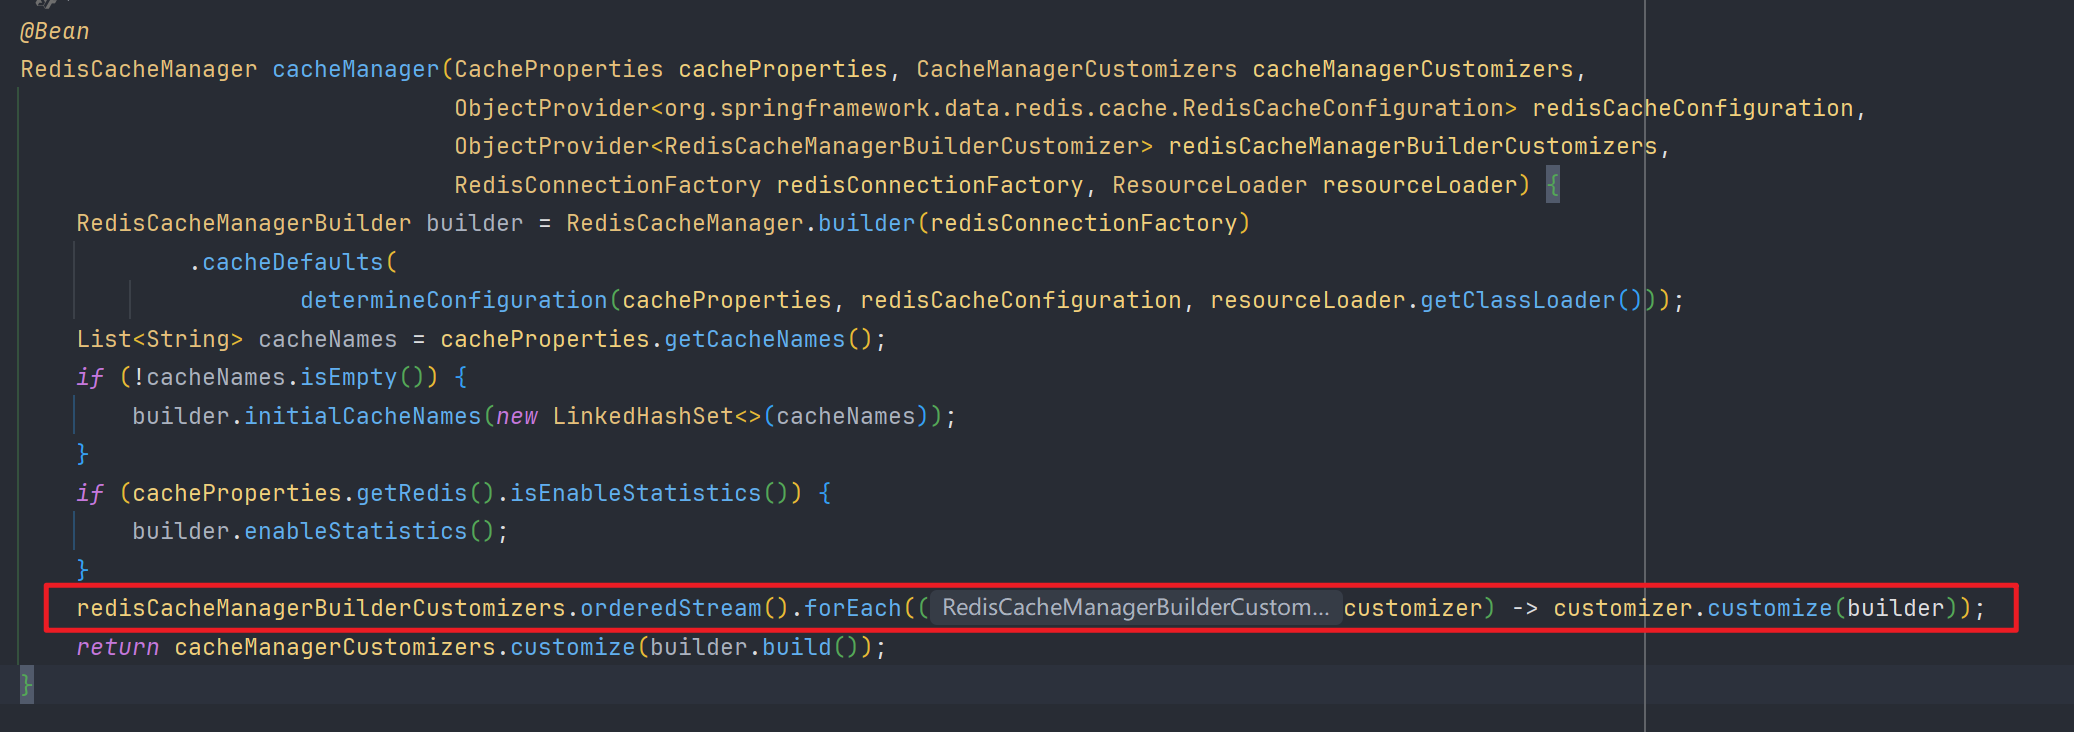 @Bean
RedisCacheManager cacheManager(CacheProperties cacheProperties, CacheManagerCustomizers cacheManagerCustomizers,
ObjectProvider<org.springframework.data.redis.cache.RedisCacheConfiguration> redisCacheConfiguration,
ObjectProvider<RedisCacheManagerBuilderCustomizer> redisCacheManagerBuilderCustomizers,
RedisConnectionFactory redisConnectionFactory, ResourceLoader resourceLoader) {
RedisCacheManagerBuilder builder = RedisCacheManager.builder(redisConnectionFactory)
.cacheDefaults(
determineConfiguration(cacheProperties, redisCacheConfiguration, resourceLoader.getClassLoader()));
List<String> cacheNames = cacheProperties.getCacheNames();
if (!cacheNames.isEmpty()) {
builder.initialCacheNames(new LinkedHashSet<>(cacheNames));
}
if (cacheProperties.getRedis().isEnableStatistics()) {
builder.enableStatistics();
}
redisCacheManagerBuilderCustomizers.orderedStream().forEach(( RedisCacheManagerBuilderCustom... customizer) -> customizer.customize(builder));
return cacheManagerCustomizers.customize(builder.build());
}